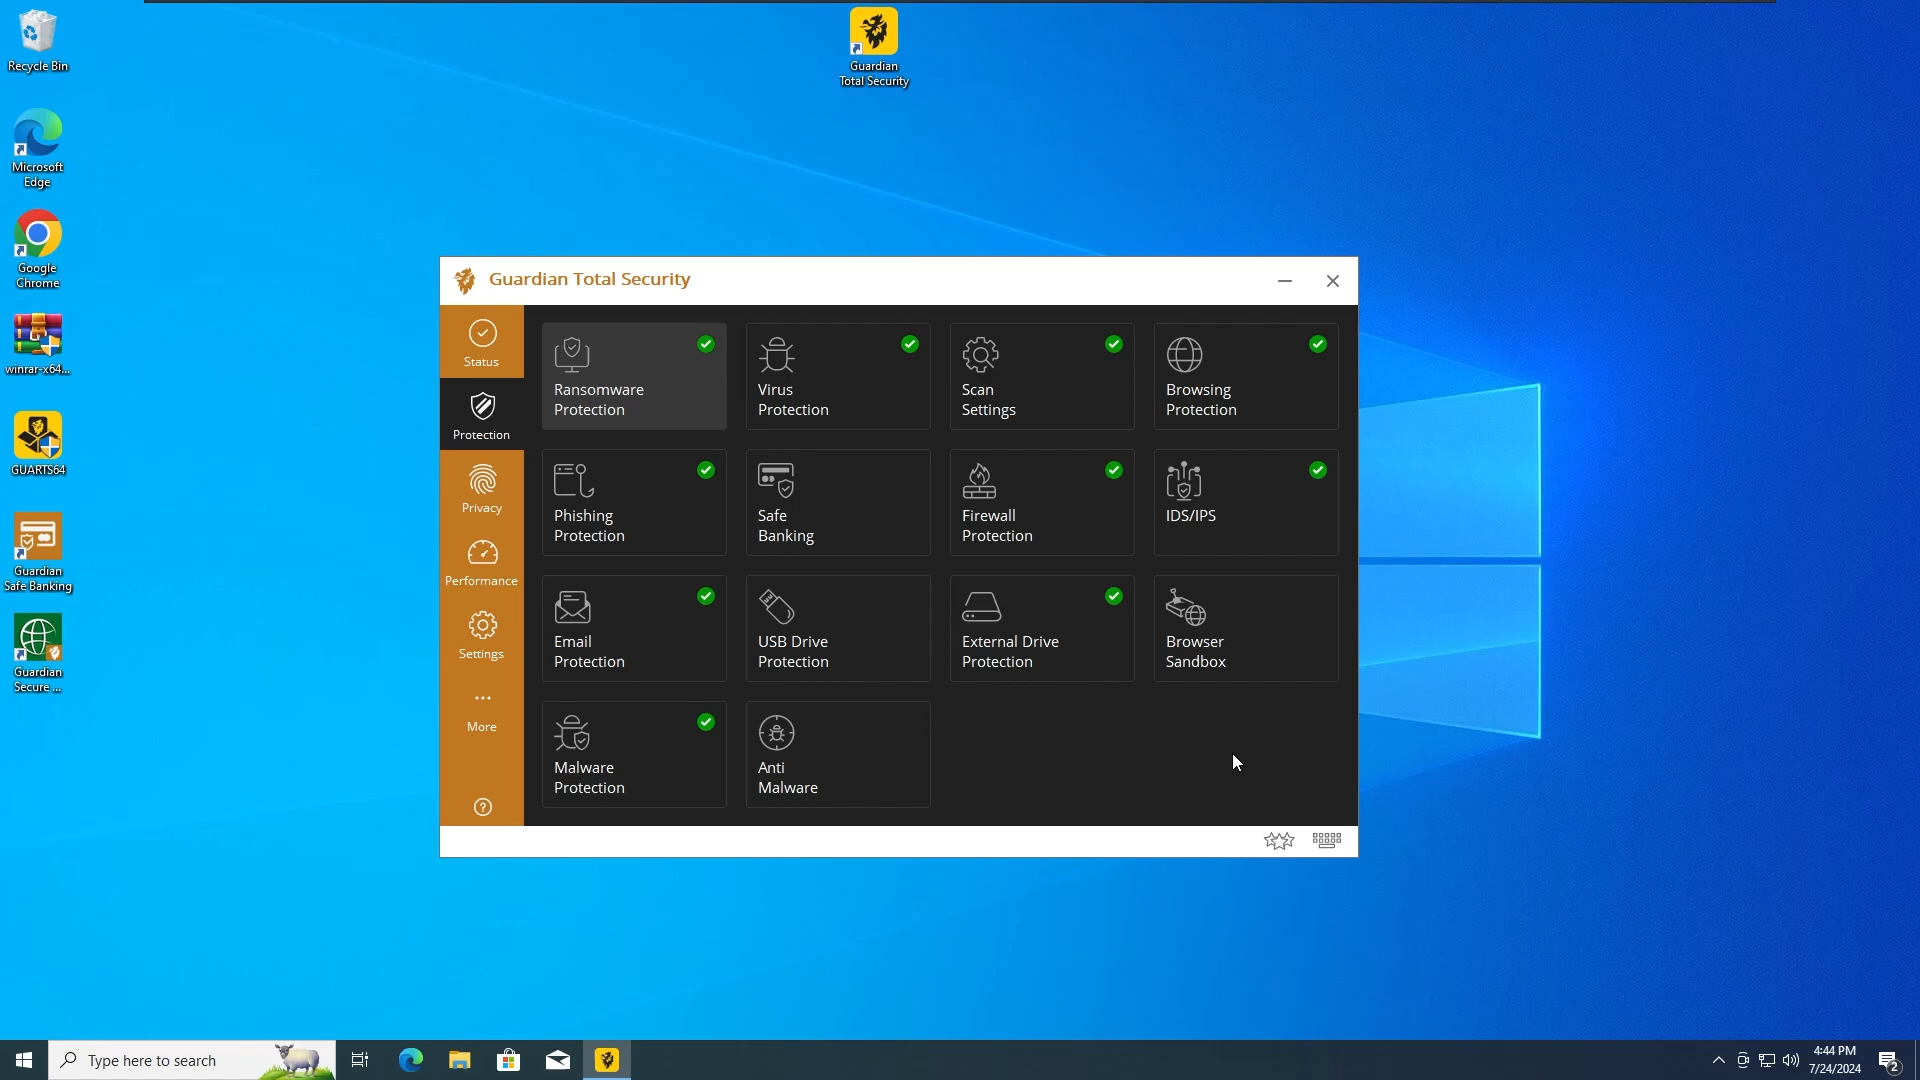 Recycle Bin
Microsoft
Edge
Google
Chrome
winrar-x64...
GUARTS64
Guardian
Safe Banking
Guardian
Secure ...
Guardian
Total Security
Guardian Total Security
Status
Protection
Privacy
Performance
Settings
More
Ransomware
Protection
Virus
Protection
Scan
Settings
Browsing
Protection
Phishing
Protection
Safe
Banking
Firewall
Protection
IDS/IPS
Email
Protection
USB Drive
Protection
External Drive
Protection
Browser
Sandbox
Malware
Protection
Anti
Malware
Type here to search
4:44 PM
7/24/2024
2